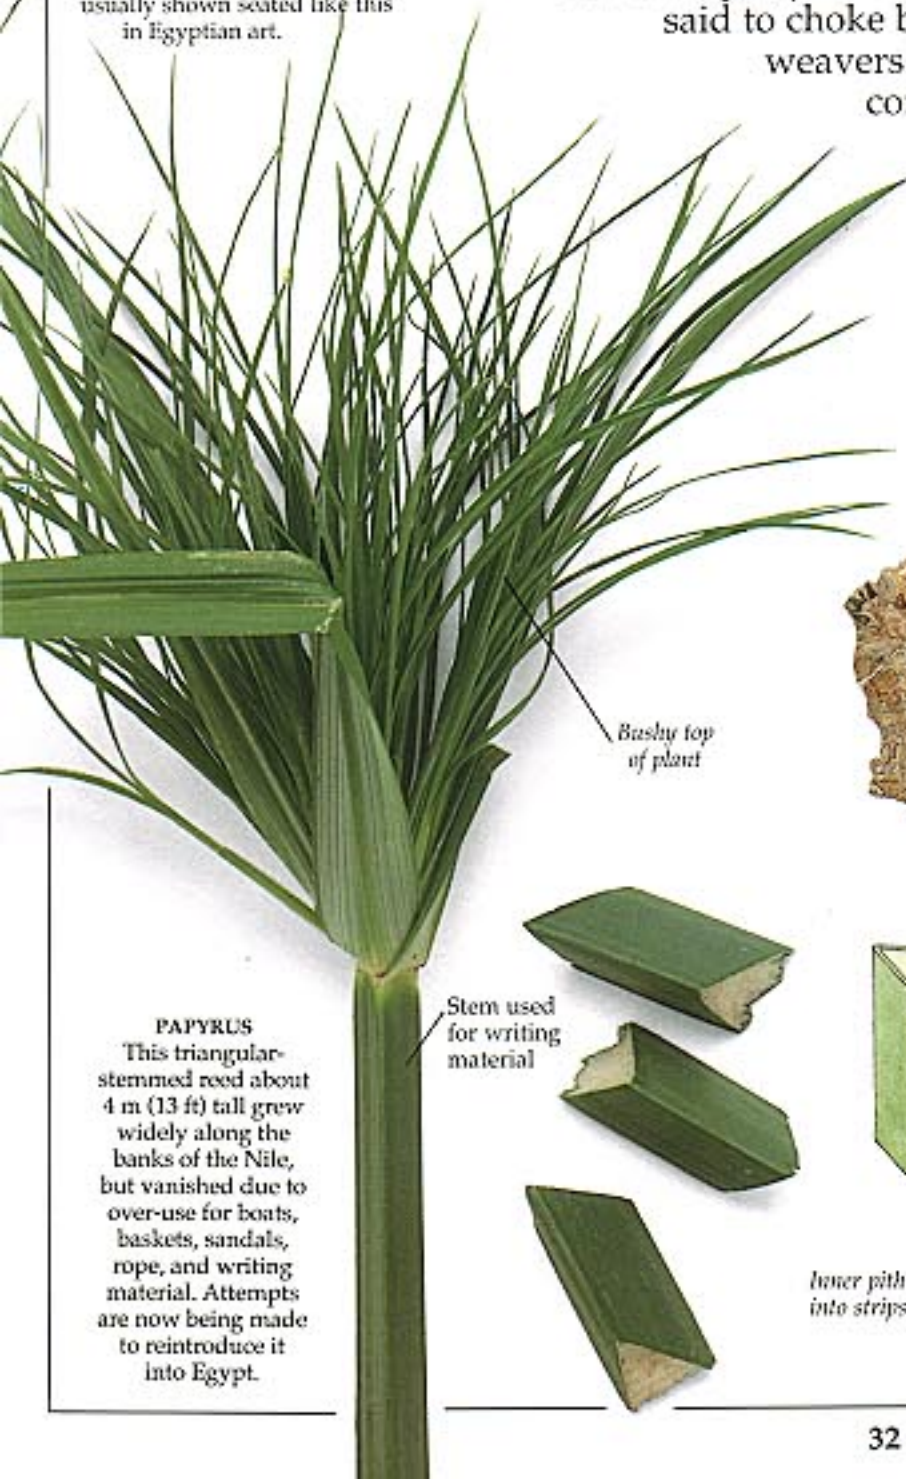 usually shown seated like this
in Egyptian art.
said to choke
weavers
Bushy top
of plant
Stem used
for writing
material
PAPYRUS
This triangular-
stemmed reed about
4 m (13 ft) tall grew
widely along the
banks of the Nile,
but vanished due to
over-use for boats,
baskets, sandals,
rope, and writing
material. Attempts
are now being made
to reintroduce it
into Egypt.
Inner pith
into strips
32